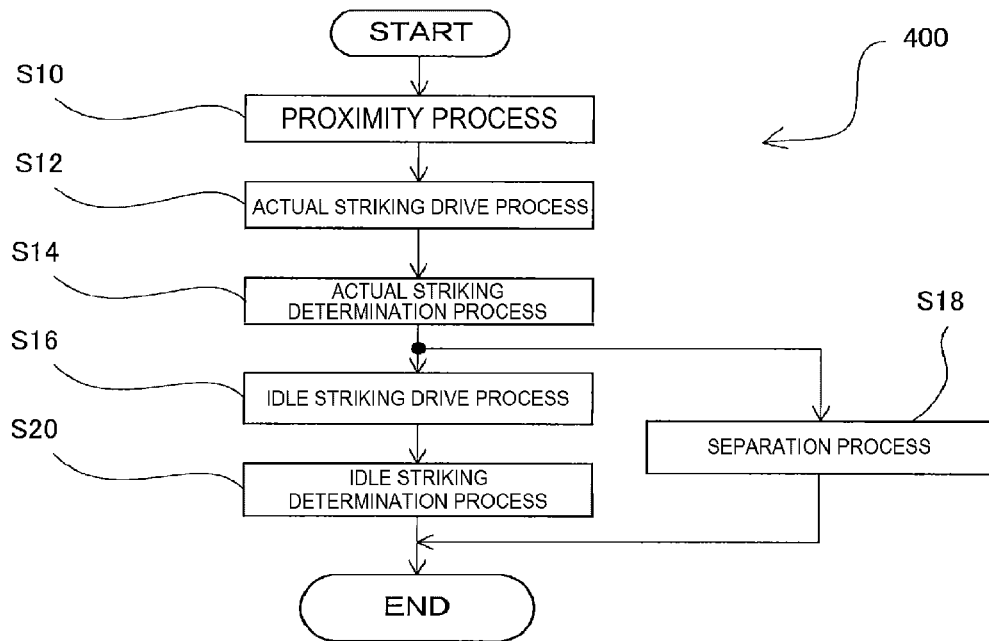 START
400
S10
PROXIMITY PROCESS
S12
ACTUAL STRIKING DRIVE PROCESS
S14
ACTUAL STRIKING
DETERMINATION PROCESS
S16
IDLE STRIKING DRIVE PROCESS
S18
SEPARATION PROCESS
S20
IDLE STRIKING
DETERMINATION PROCESS
END